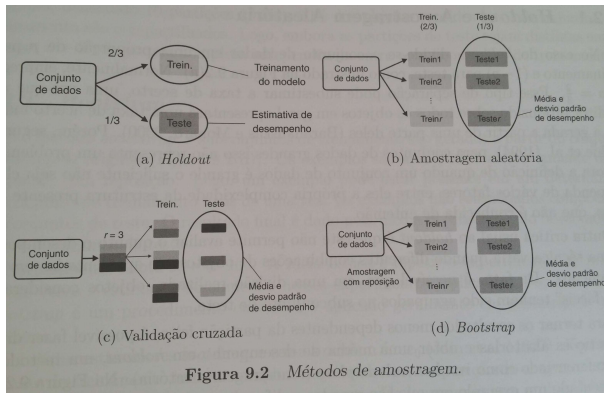 2/3
Trein.
Treinamento
do modelo
Conjunto
de dados
1/3
Teste
Estimativa de
desempenho
(a) Holdout
Trein.
(2/3)
Teste
(1/3)
Conjunto
de dados
Trein1
Teste1
Trein2
Teste2
⋮
Treinr
Tester
Média e
desvio padrão
de desempenho
(b) Amostragem aleatória
Trein.
Teste
r = 3
Conjunto
de dados
Média e
desvio padrão
de desempenho
(c) Validação cruzada
Conjunto
de dados
Amostragem
com reposição
Trein1
Teste1
Trein2
Teste2
⋮
Treinr
Tester
Média e
desvio padrão
de desempenho
(d) Bootstrap
Figura 9.2 Métodos de amostragem.